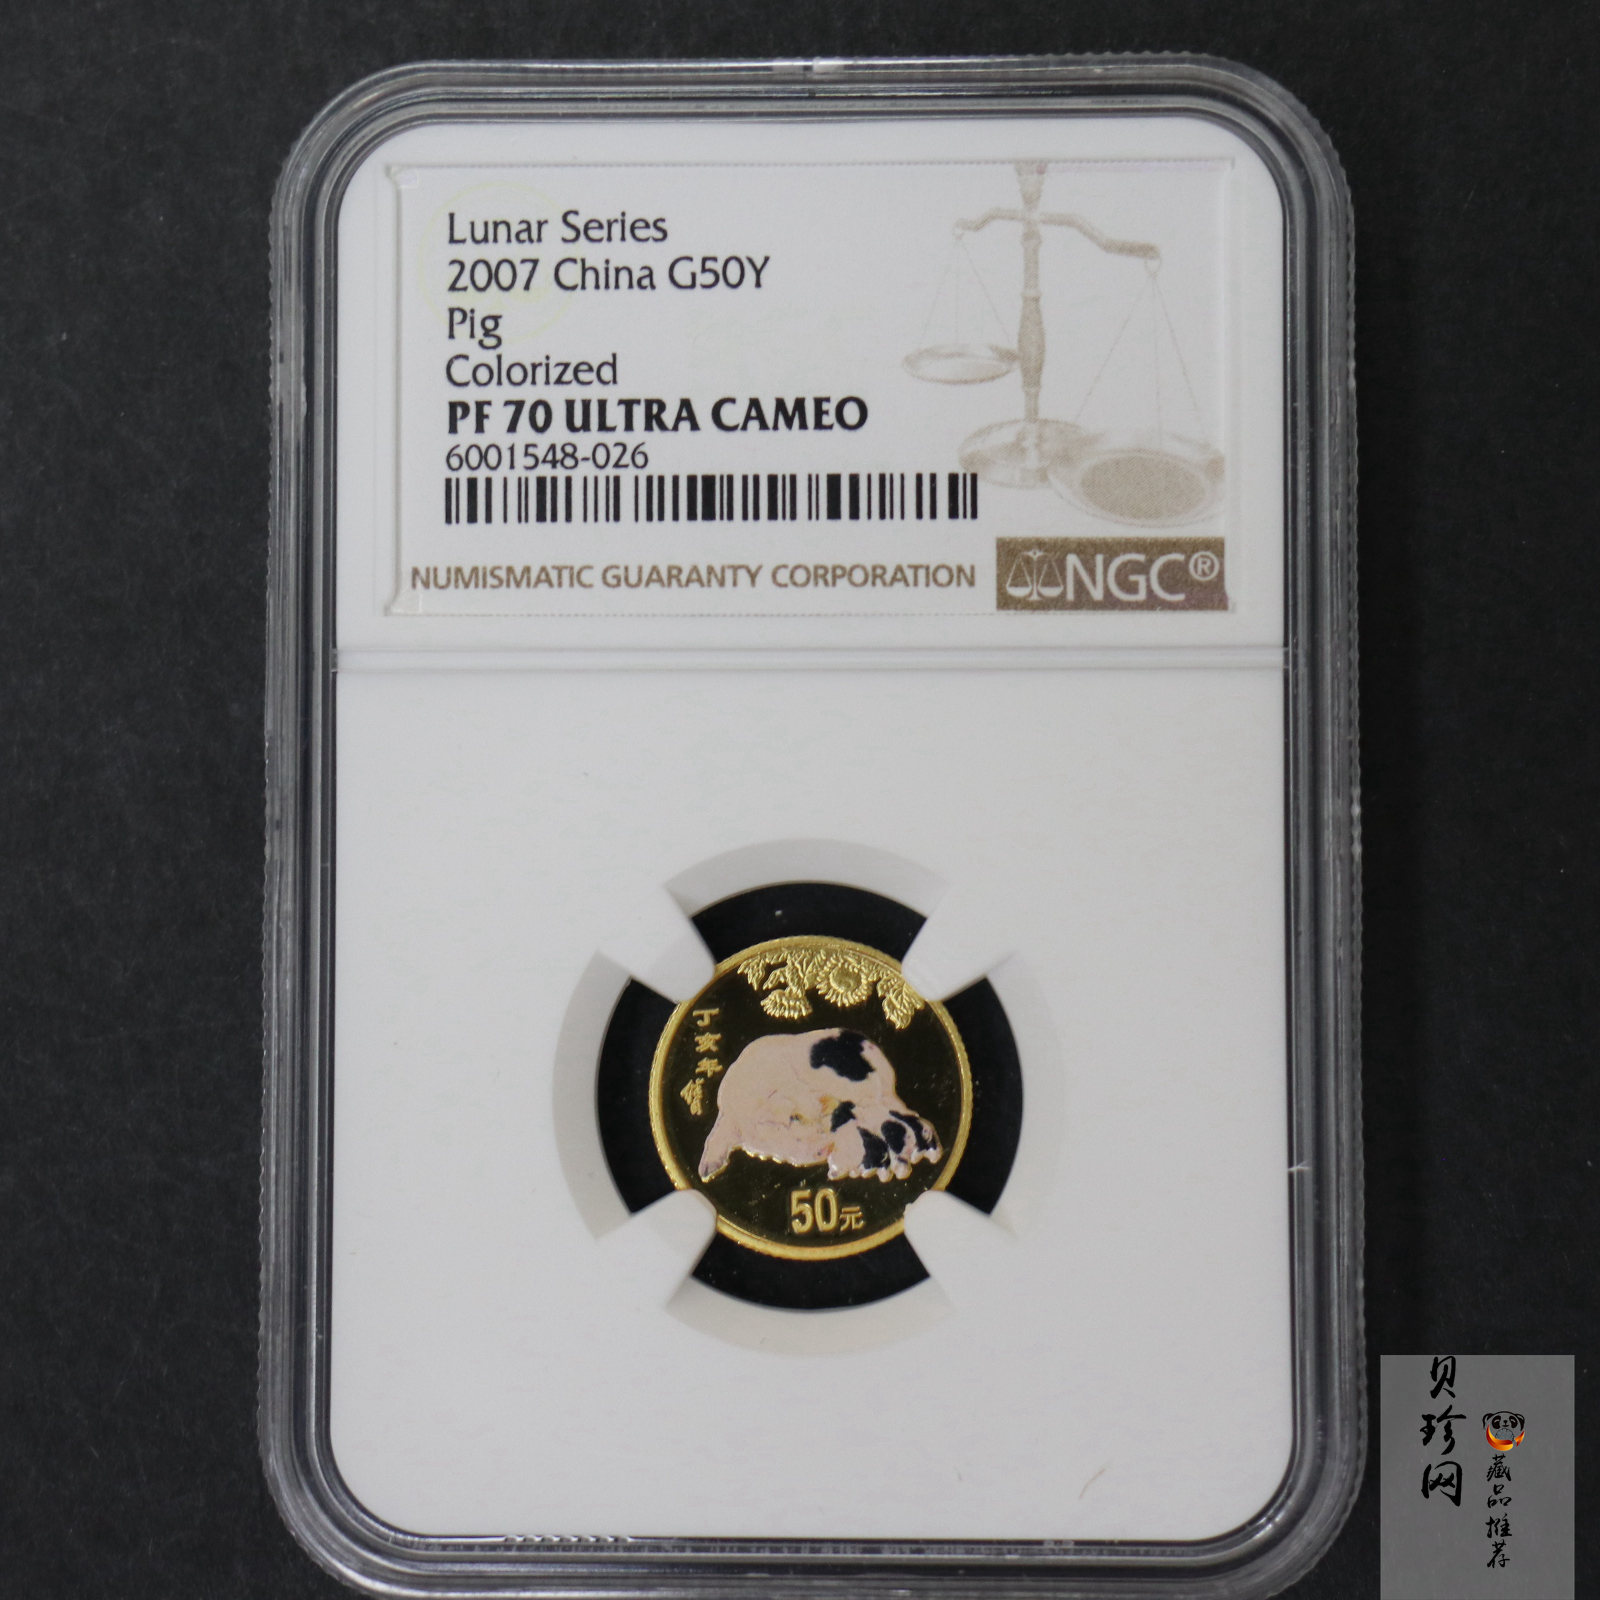 Lunar Series
2007 China G50Y
Pig
Colorized
PF 70 ULTRA CAMEO
6001548-026
NUMISMATIC GUARANTY CORPORATION
NGC®
丁亥年
50元
贝珍网
藏品推荐